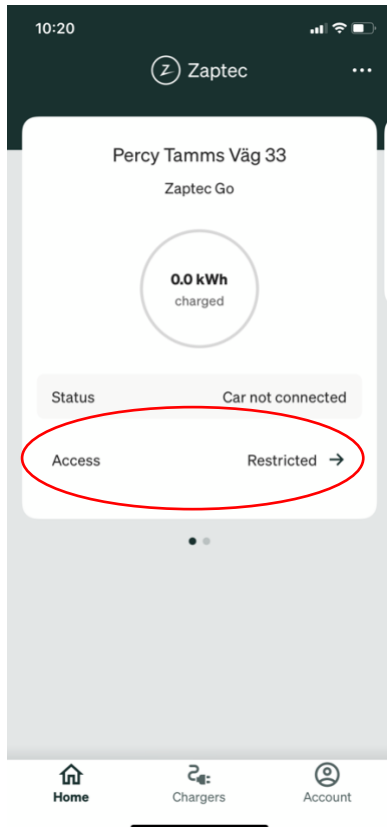 10:20
Z Zaptec
Percy Tamms Väg 33
Zaptec Go
0.0 kWh
charged
Status Car not connected
Access Restricted →
Home Chargers Account